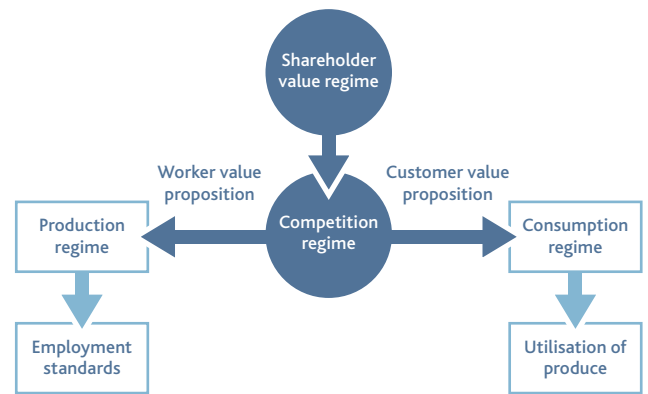 Shareholder
value regime
Worker value
proposition
Customer value
proposition
Production
regime
Competition
regime
Consumption
regime
Employment
standards
Utilisation of
produce